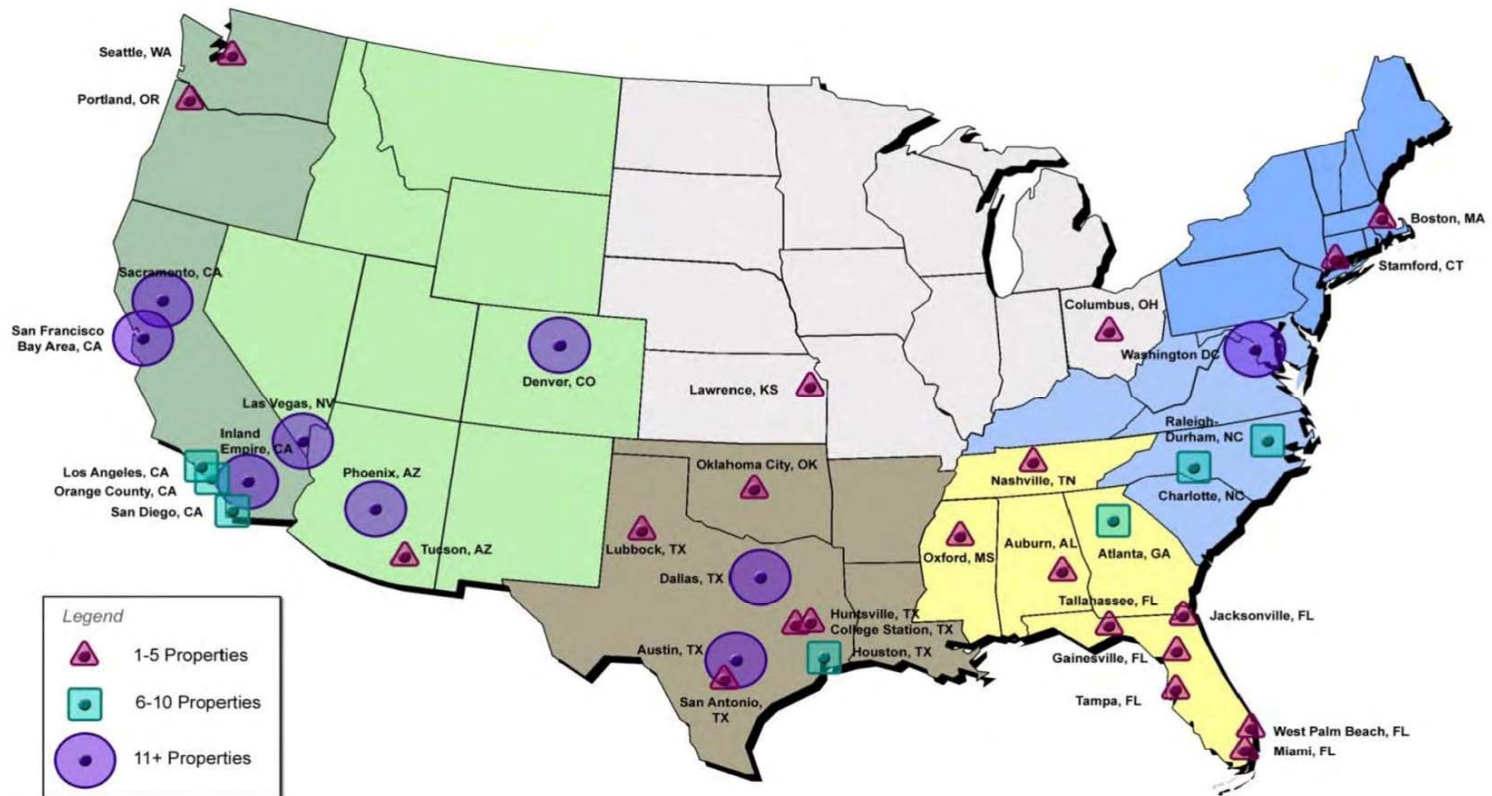 Seattle, WA
Portland, OR
Boston, MA
Stamford, CT
Sacramento, CA
San Francisco
Bay Area, CA
Columbus, OH
Washington DC
Denver, CO
Lawrence, KS
Las Vegas, NV
Inland
Empire, CA
Los Angeles, CA
Orange County, CA
San Diego, CA
Phoenix, AZ
Tucson, AZ
Oklahoma City, OK
Lubbock, TX
Dallas, TX
Huntsville, TX
College Station, TX
Houston, TX
Austin, TX
San Antonio,
TX
Nashville, TN
Raleigh-
Durham, NC
Charlotte, NC
Oxford, MS
Auburn, AL
Atlanta, GA
Tallahassee, FL
Jacksonville, FL
Gainesville, FL
Tampa, FL
West Palm Beach, FL
Miami, FL
Legend
1-5 Properties
6-10 Properties
11+ Properties